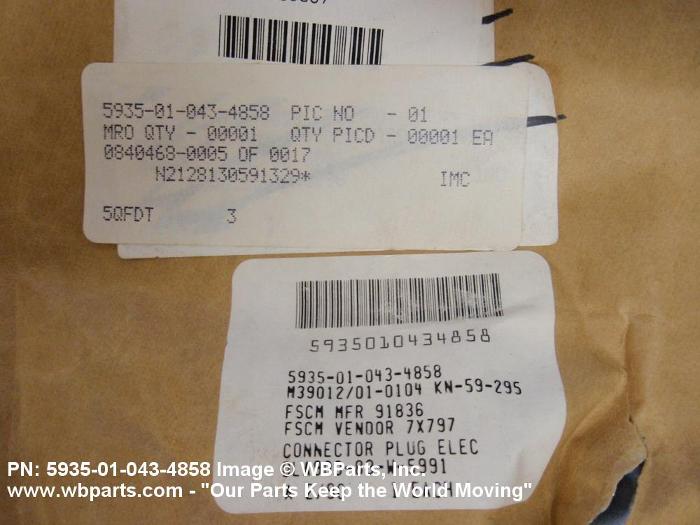 5935-01-043-4858 PIC NO - 01
MRO QTY - 00001 QTY PICD - 00001 EA
0840468-0005 OF 0017
N2128130591329* IMC
5QFDT 3
5935010434858
5935-01-043-4858
M39012/01-0104 KN-59-295
FSCM MFR 91836
FSCM VENDOR 7X797
CONNECTOR PLUG ELEC
PN: 5935-01-043-4858 Image © WBParts, Inc.
www.wbparts.com - "Our Parts Keep the World Moving"